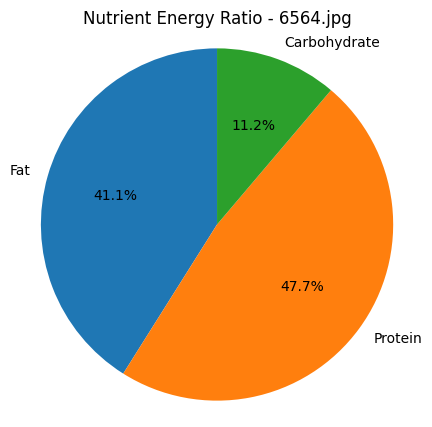 Nutrient Energy Ratio - 6564.jpg
Carbohydrate
11.2%
Fat
41.1%
47.7%
Protein